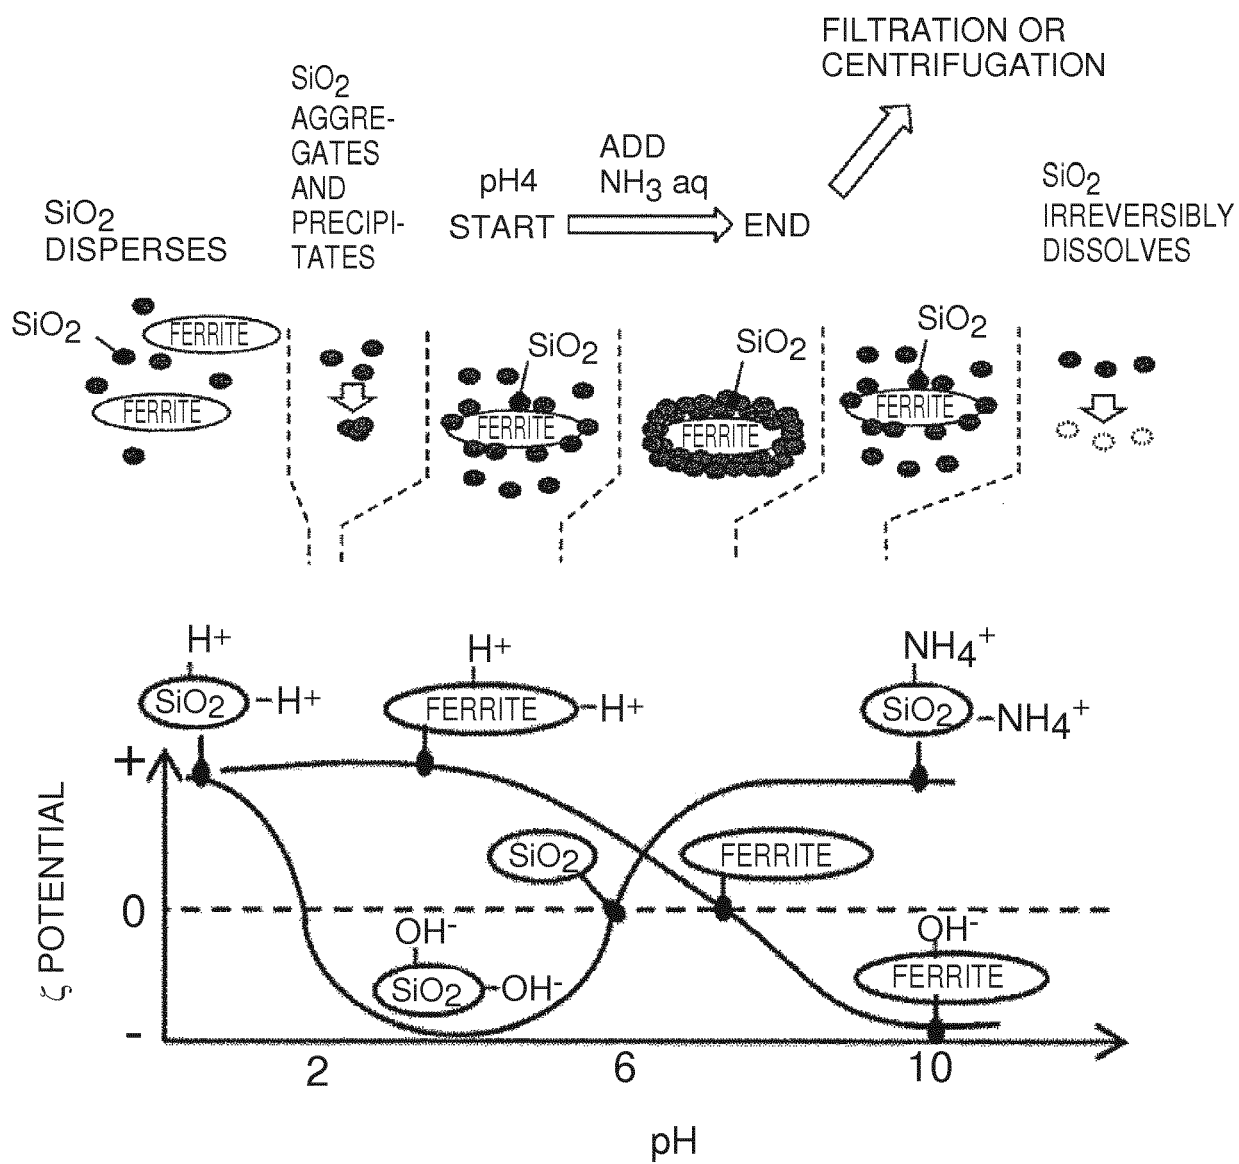 FILTRATION OR
CENTRIFUGATION
SiO2
AGGRE-
GATES
AND
PRECIPI-
TATES
ADD
NH3 aq
pH4
START
END
SiO2
DISPERSES
SiO2
IRREVERSIBLY
DISSOLVES
SiO2
FERRITE
FERRITE
SiO2
FERRITE
SiO2
FERRITE
SiO2
FERRITE
H+
SiO2
-H+
H+
FERRITE
-H+
NH4+
SiO2
-NH4+
+
SiO2
FERRITE
0
OH-
SiO2
-OH-
OH-
FERRITE
-
ζ POTENTIAL
2
6
10
pH